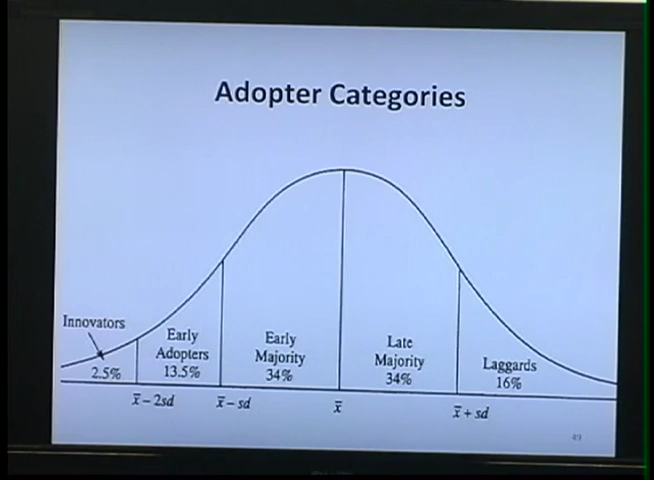 Adopter Categories
Innovators
2.5%
Early
Adopters
13.5%
Early
Majority
34%
Late
Majority
34%
Laggards
16%
x̄ − 2sd
x̄ − sd
x̄
x̄ + sd
49